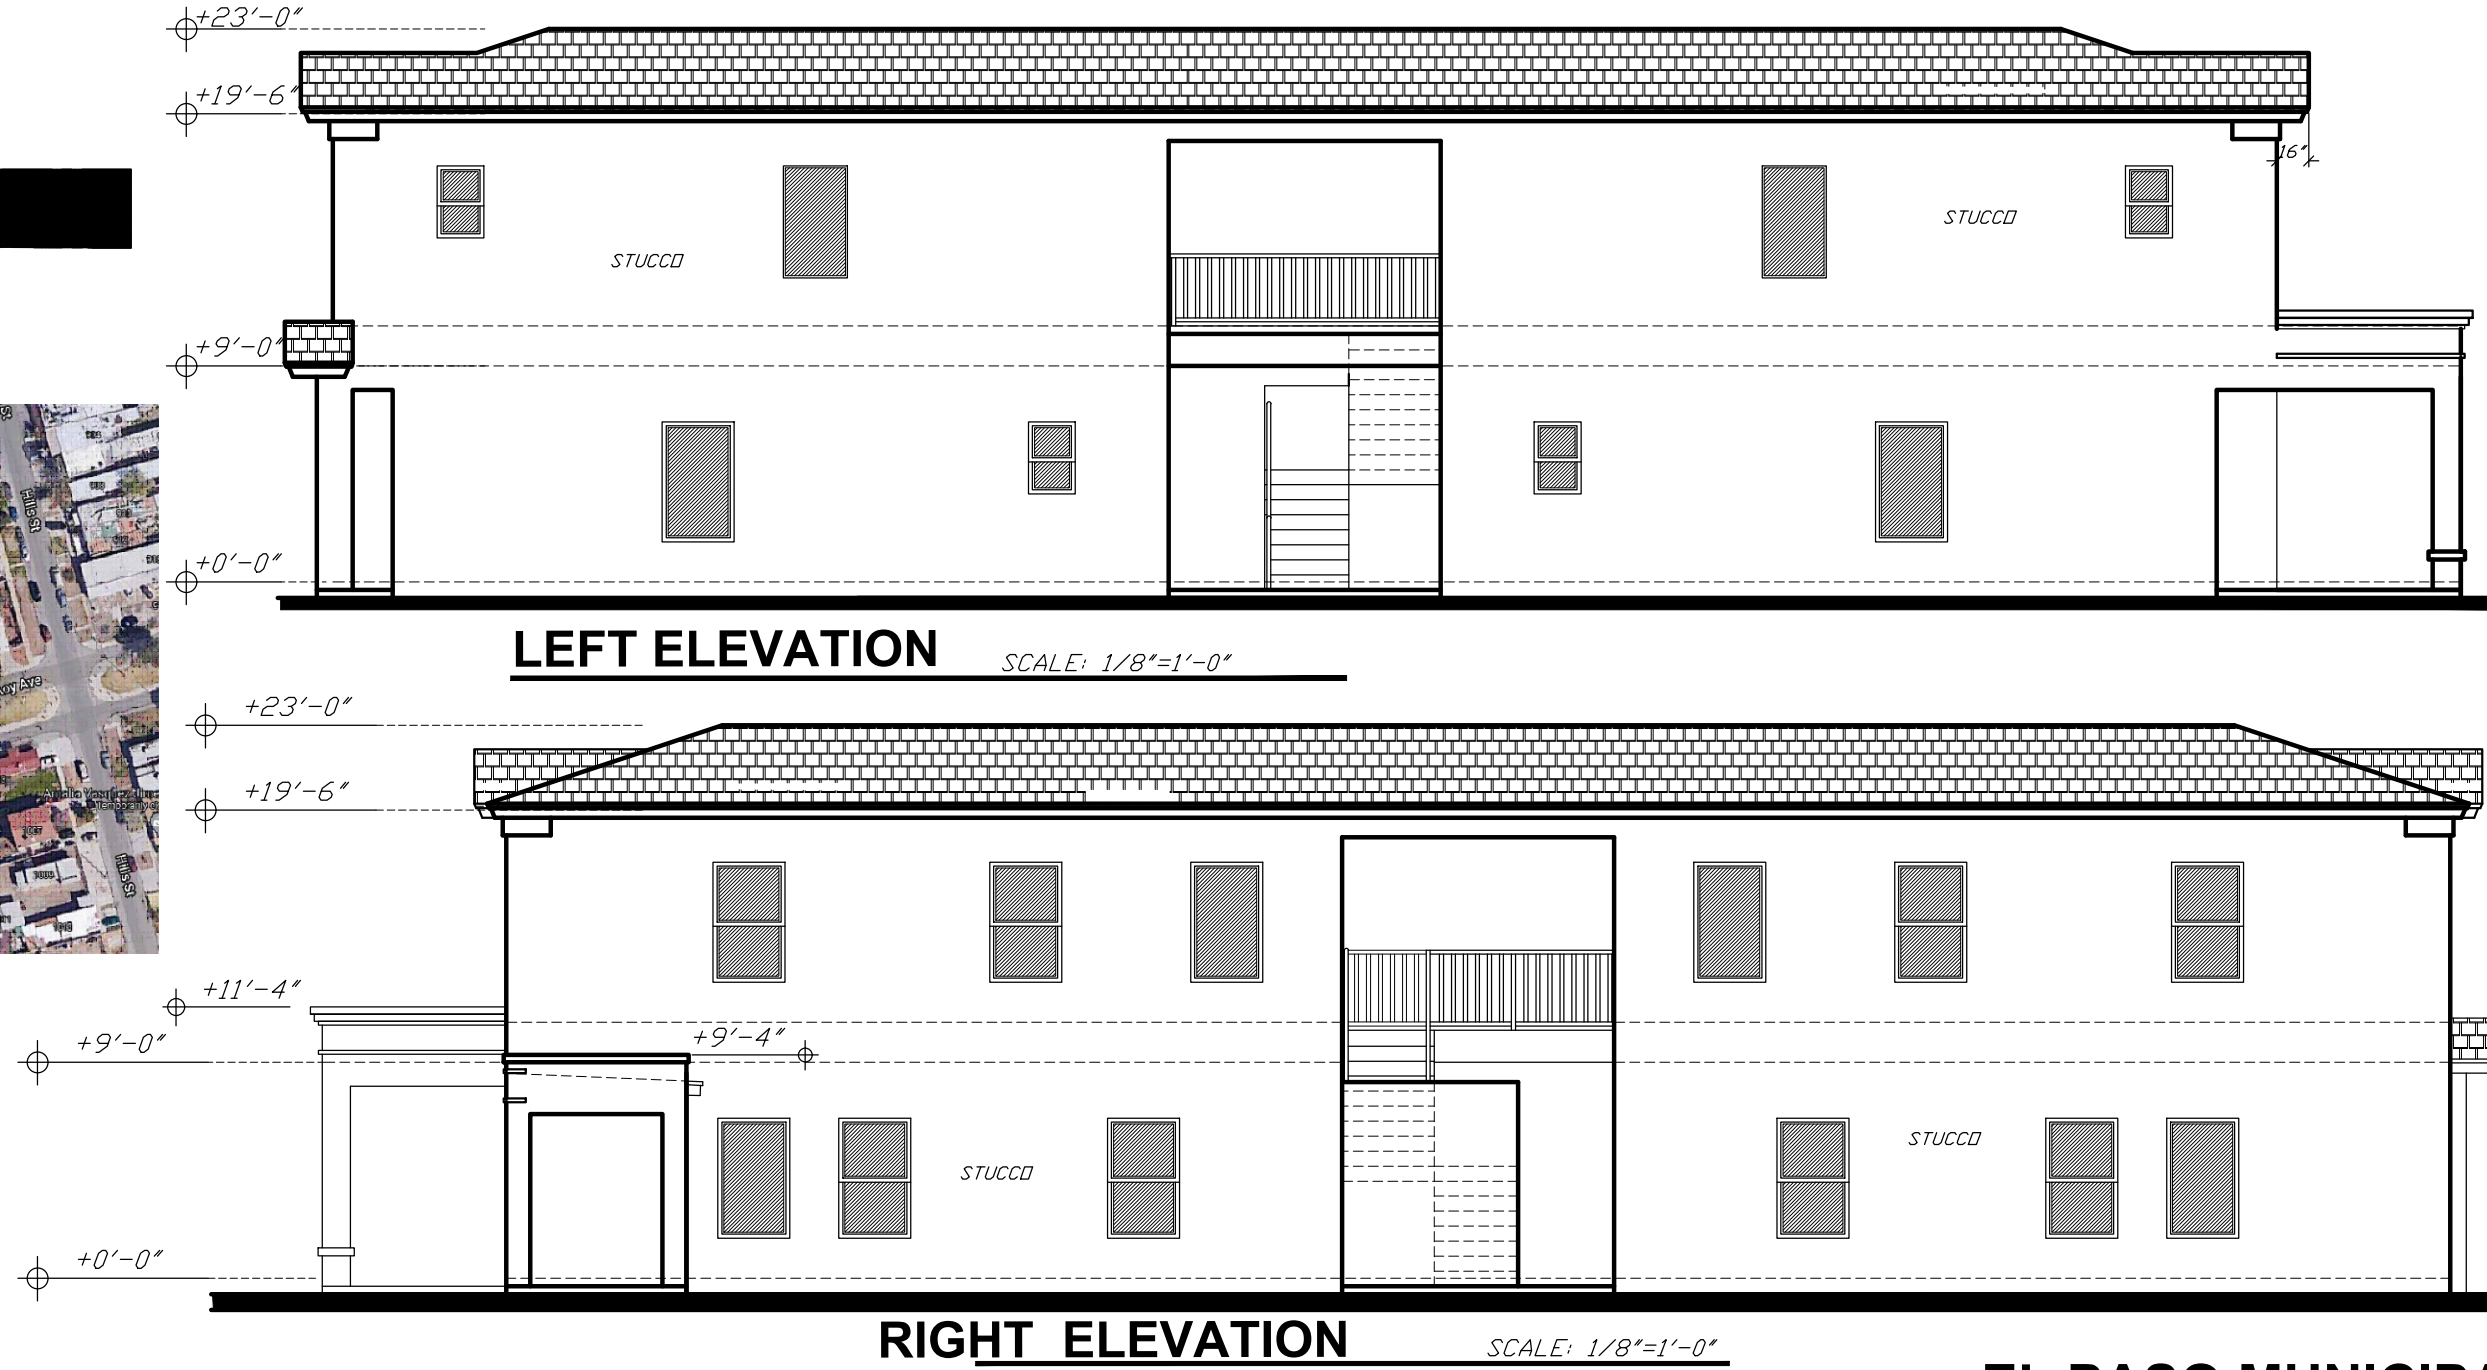 +23'-0"
+19'-6"
16"
STUCCO
STUCCO
+9'-0"
+0'-0"
LEFT ELEVATION
SCALE: 1/8"=1'-0"
Hills St
Hills St
+23'-0"
+19'-6"
+11'-4"
+9'-0"
+9'-4"
STUCCO
STUCCO
+0'-0"
RIGHT ELEVATION
SCALE: 1/8"=1'-0"